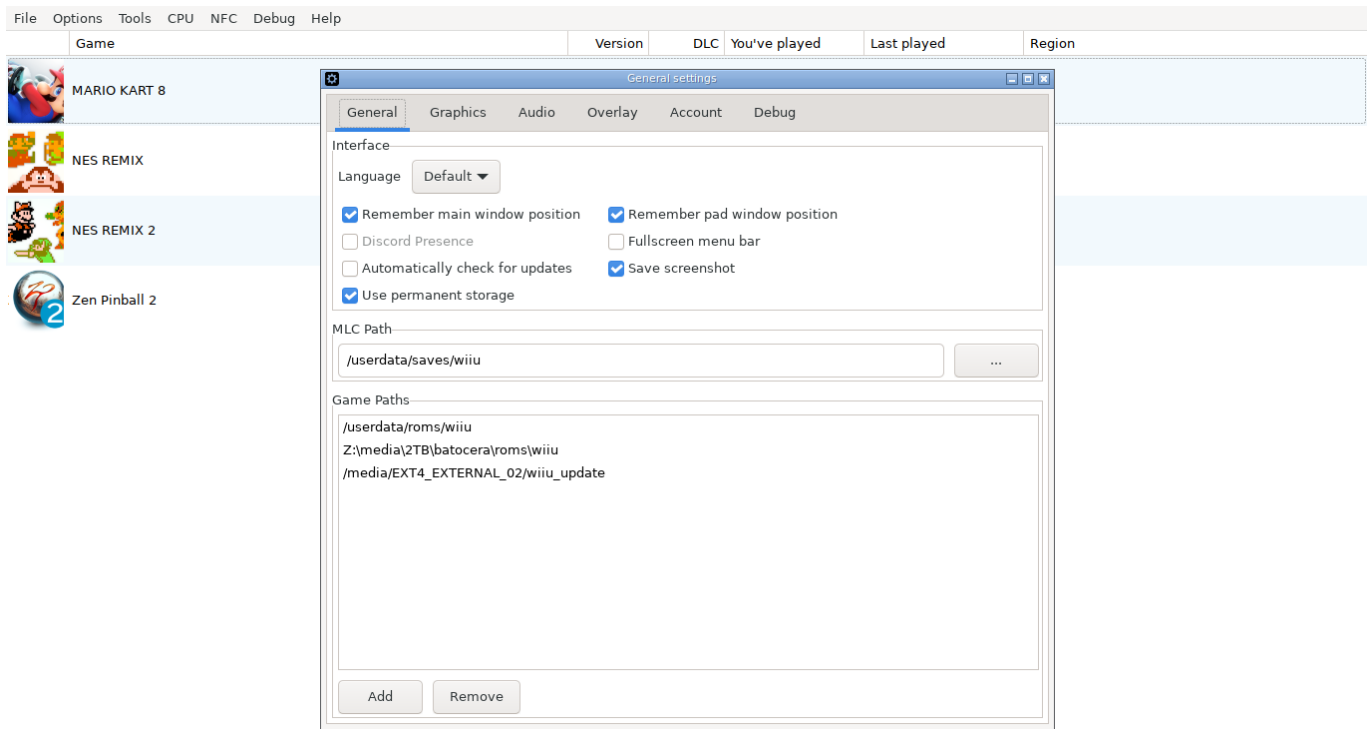 File Options Tools CPU NFC Debug Help
Game Version DLC You've played Last played Region
MARIO KART 8
NES REMIX
NES REMIX 2
2
Zen Pinball 2
General settings
General Graphics Audio Overlay Account Debug
Interface
Language Default
Remember main window position Remember pad window position
Discord Presence Fullscreen menu bar
Automatically check for updates Save screenshot
Use permanent storage
MLC Path
/userdata/saves/wiiu ...
Game Paths
/userdata/roms/wiiu
Z:\media\2TB\batocera\roms\wiiu
/media/EXT4_EXTERNAL_02/wiiu_update
Add Remove